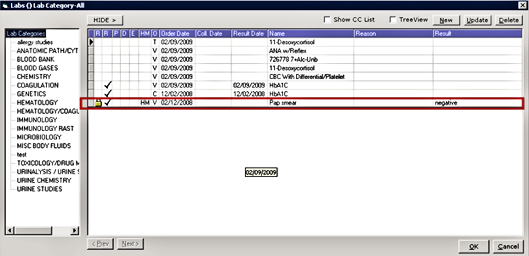 Labs () Lab Category-All
Lab Categories
allergy studies
ANATOMIC PATH/CYT
BLOOD BANK
BLOOD GASES
CHEMISTRY
COAGULATION
GENETICS
HEMATOLOGY
HEMATOLOGY/COAGU
IMMUNOLOGY
IMMUNOLOGY RAST
MICROBIOLOGY
MISC BODY FLUIDS
test
TOXICOLOGY/DRUG M
URINALYSIS / URINE S
URINE CHEMISTRY
URINE STUDIES
HIDE >
Show CC List
TreeView
New
Update
Delete
R R P D E HM O Order Date Coll. Date Result Date Name Reason Result
T 02/09/2009 11-Desoxycortisol
V 02/09/2009 ANA w/Reflex
V 02/09/2009 726778 7+Alc-Unb
V 02/09/2009 11-Desoxycortisol
V 02/09/2009 CBC With Differential/Platelet
V 02/09/2009 02/09/2009 HbA1C
C 12/02/2008 12/02/2008 HbA1C
HM V 02/12/2008 Pap smear negative
02/09/2009
< Prev
Next >
OK
Cancel